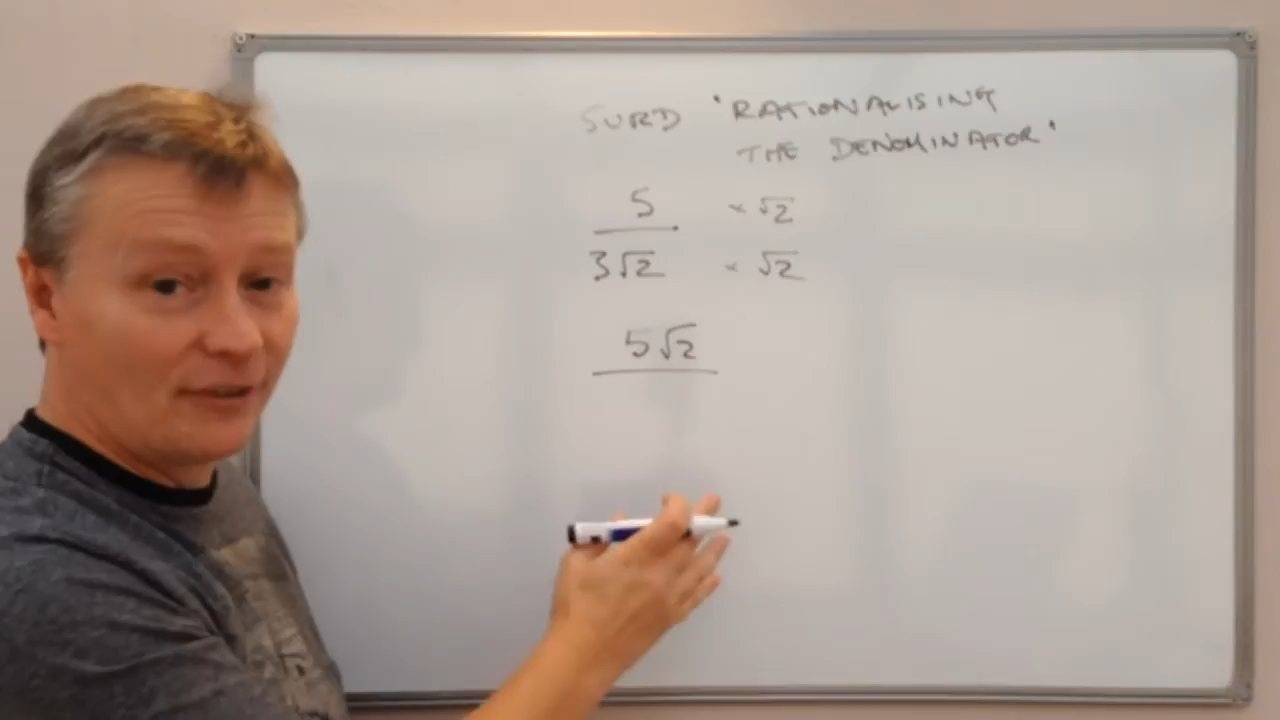 SURD 'RATIONALISING
THE DENOMINATOR'
5 × √2
3√2 × √2
5√2